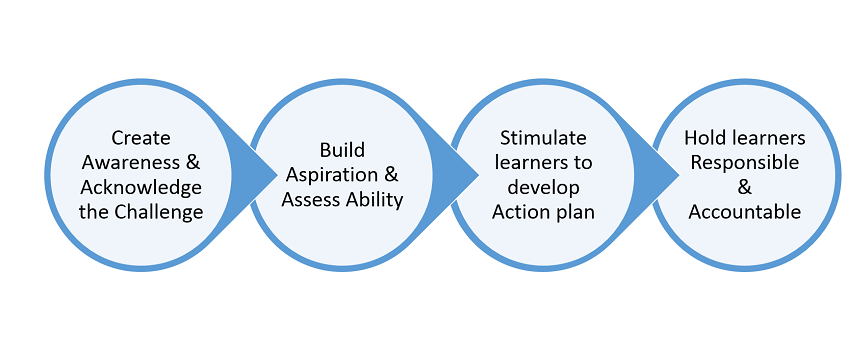 Create
Awareness &
Acknowledge
the Challenge
Build
Aspiration &
Assess Ability
Stimulate
learners to
develop
Action plan
Hold learners
Responsible
&
Accountable